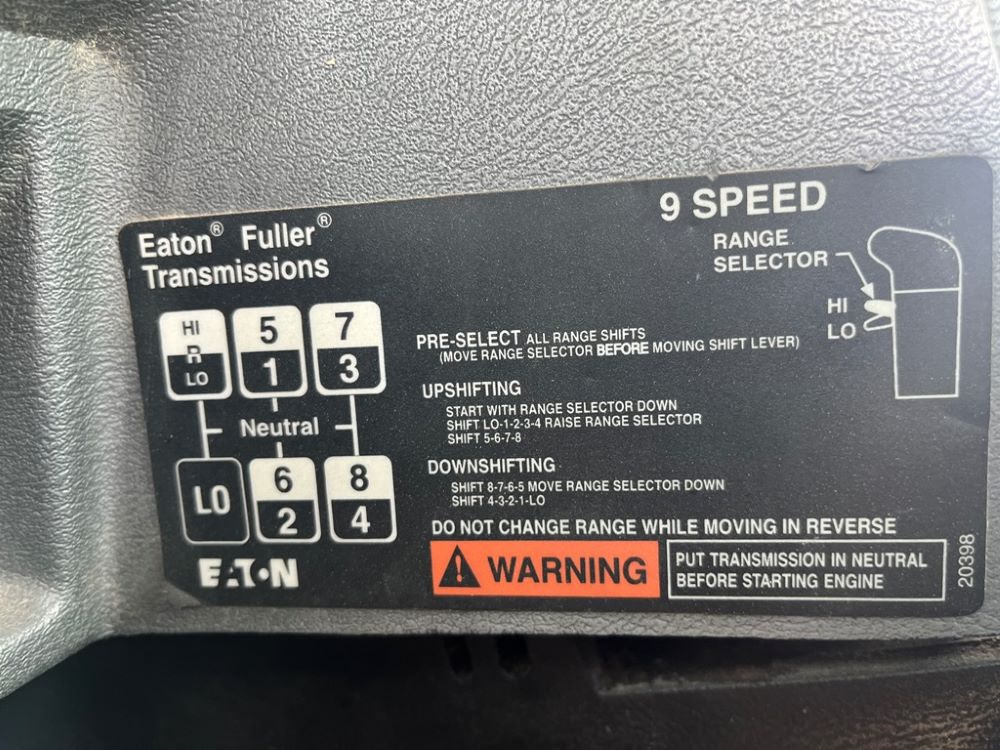 9 SPEED
Eaton® Fuller®
Transmissions
RANGE
SELECTOR
HI
LO
HI
R
LO
5
1
7
3
Neutral
LO
6
2
8
4
PRE-SELECT ALL RANGE SHIFTS
(MOVE RANGE SELECTOR BEFORE MOVING SHIFT LEVER)
UPSHIFTING
START WITH RANGE SELECTOR DOWN
SHIFT LO-1-2-3-4 RAISE RANGE SELECTOR
SHIFT 5-6-7-8
DOWNSHIFTING
SHIFT 8-7-6-5 MOVE RANGE SELECTOR DOWN
SHIFT 4-3-2-1-LO
DO NOT CHANGE RANGE WHILE MOVING IN REVERSE
WARNING
PUT TRANSMISSION IN NEUTRAL
BEFORE STARTING ENGINE
20398
EATON